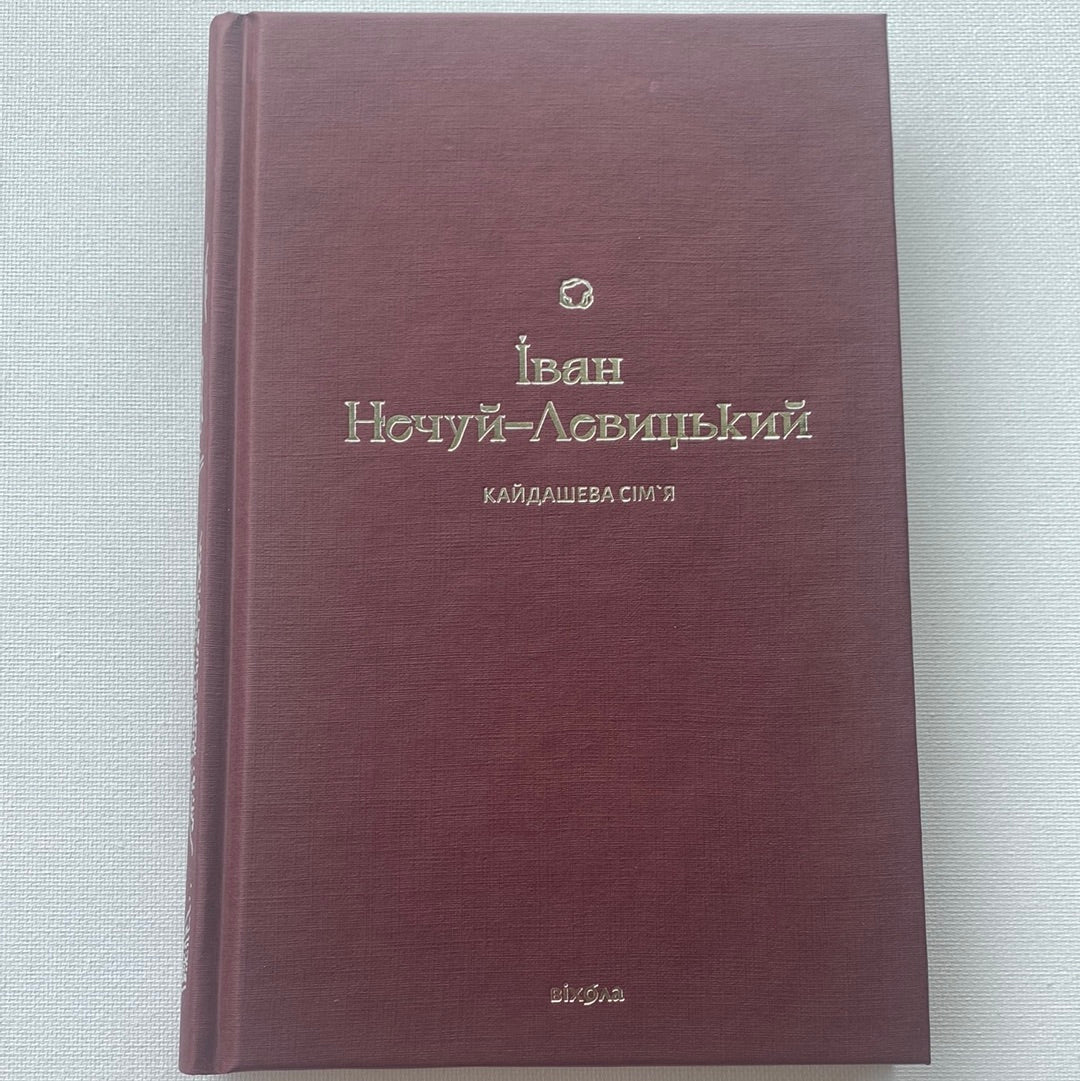 Іван
Нечуй-Левицький
КАЙДАШЕВА СІМ`Я
віхола